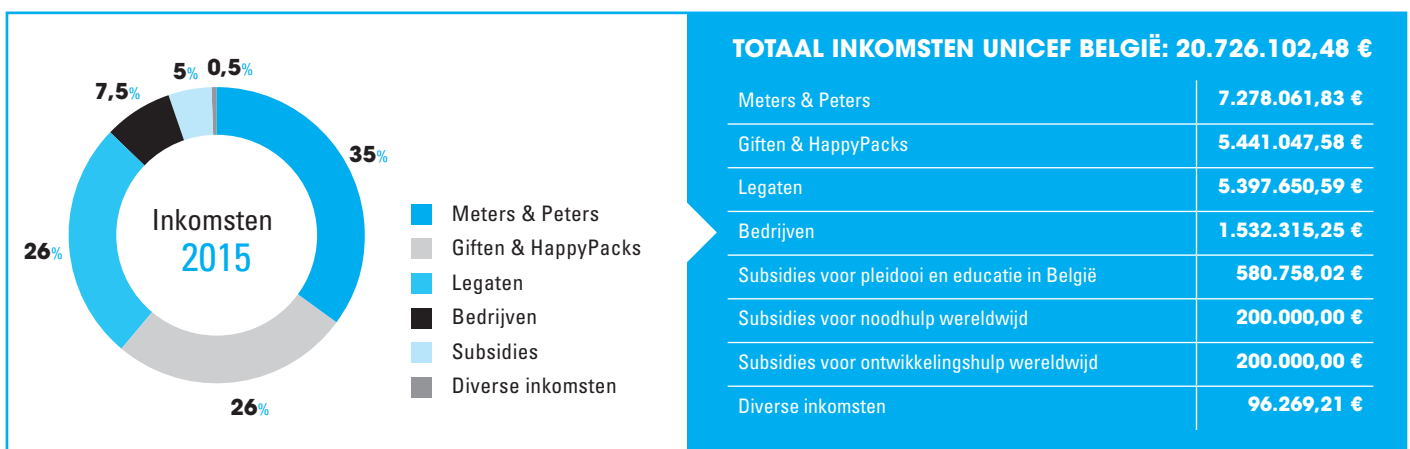 5% 0,5%
7,5%
35%
26%
26%
Inkomsten
2015
Meters & Peters
Giften & HappyPacks
Legaten
Bedrijven
Subsidies
Diverse inkomsten
TOTAAL INKOMSTEN UNICEF BELGIË: 20.726.102,48 €
Meters & Peters 7.278.061,83 €
Giften & HappyPacks 5.441.047,58 €
Legaten 5.397.650,59 €
Bedrijven 1.532.315,25 €
Subsidies voor pleidooi en educatie in België 580.758,02 €
Subsidies voor noodhulp wereldwijd 200.000,00 €
Subsidies voor ontwikkelingshulp wereldwijd 200.000,00 €
Diverse inkomsten 96.269,21 €